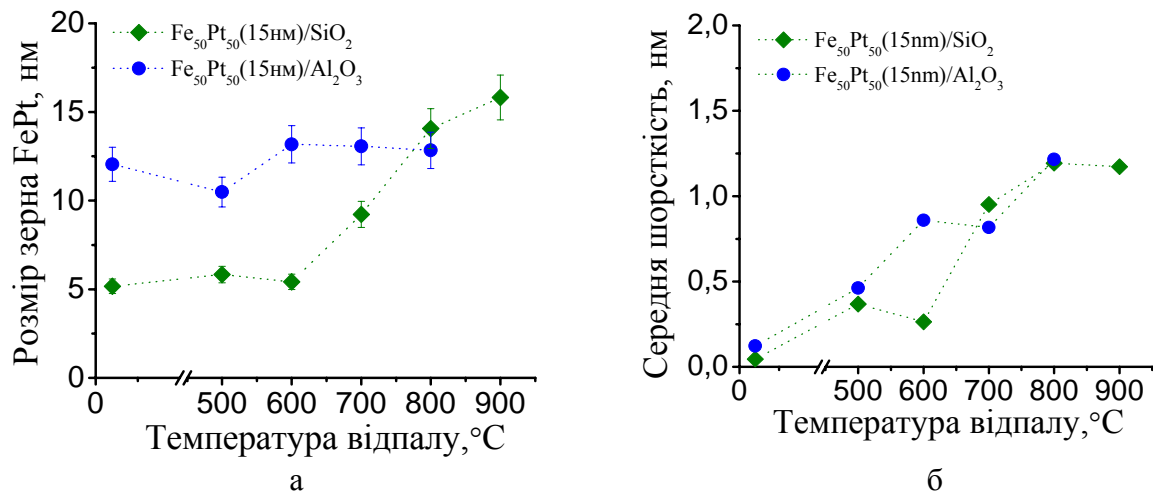 20
15
10
5
0
Розмір зерна FePt, нм
Fe₅₀Pt₅₀(15нм)/SiO₂
Fe₅₀Pt₅₀(15нм)/Al₂O₃
0 500 600 700 800 900
Температура відпалу,°C
а
2,0
1,5
1,0
0,5
0,0
Середня шорсткість, нм
Fe₅₀Pt₅₀(15nm)/SiO₂
Fe₅₀Pt₅₀(15nm)/Al₂O₃
0 500 600 700 800 900
Температура відпалу,°C
б